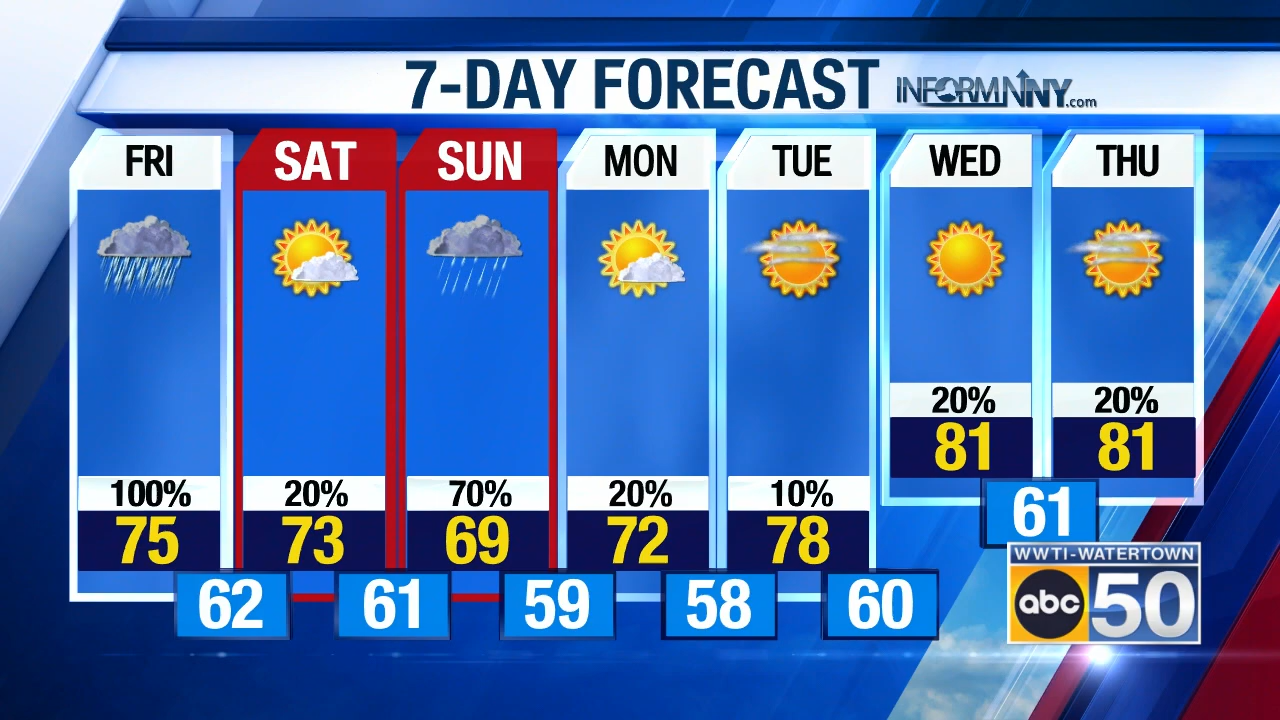 7-DAY FORECAST INFORMNNY.com
FRI SAT SUN MON TUE WED THU
20% 20%
81 81
100% 20% 70% 20% 10%
61
75 73 69 72 78
WWTI-WATERTOWN
62 61 59 58 60
abc 50